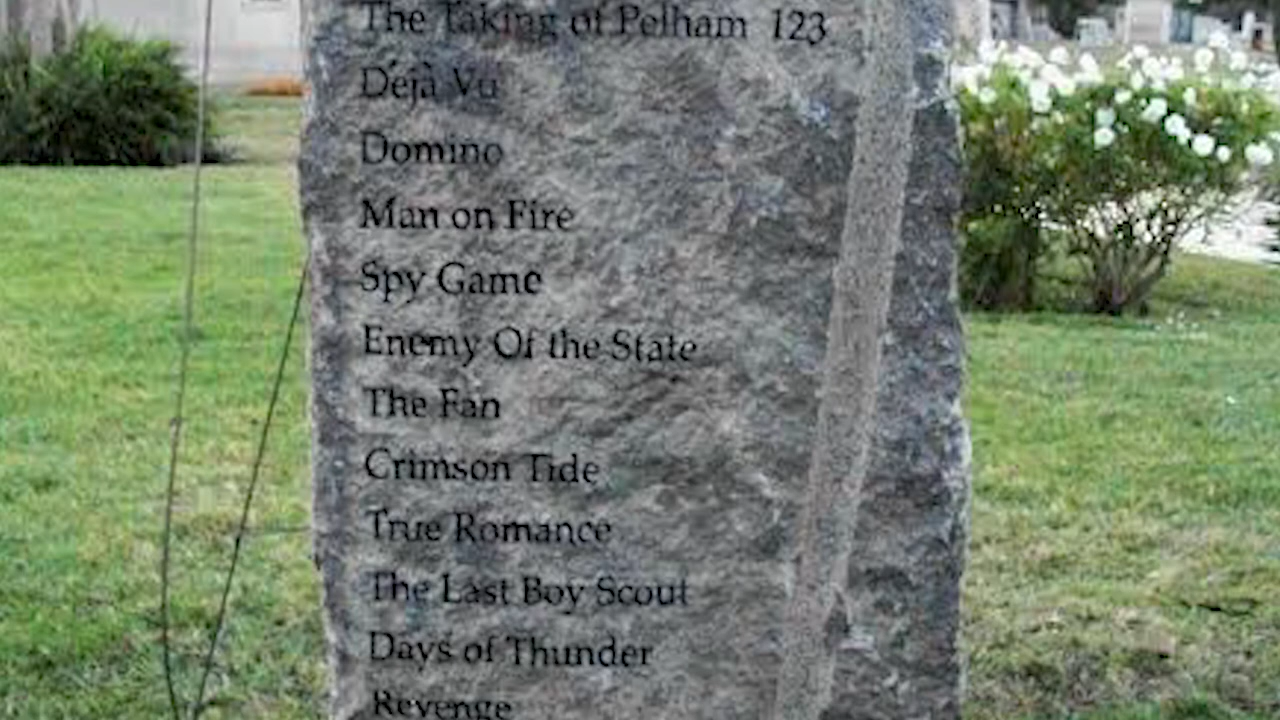 The Taking of Pelham 123
Déjà Vu
Domino
Man on Fire
Spy Game
Enemy Of the State
The Fan
Crimson Tide
True Romance
The Last Boy Scout
Days of Thunder
Revenge